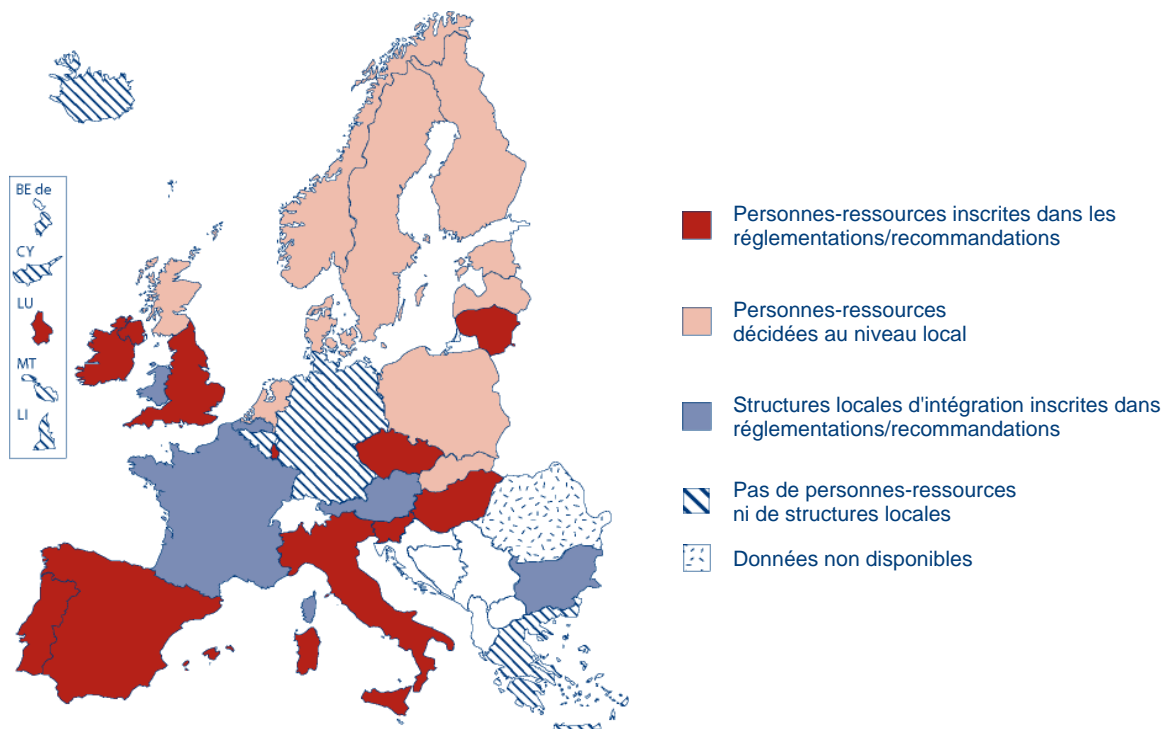 BE de
CY
LU
MT
LI
Personnes-ressources inscrites dans les
réglementations/recommandations
Personnes-ressources
décidées au niveau local
Structures locales d'intégration inscrites dans
réglementations/recommandations
Pas de personnes-ressources
ni de structures locales
Données non disponibles